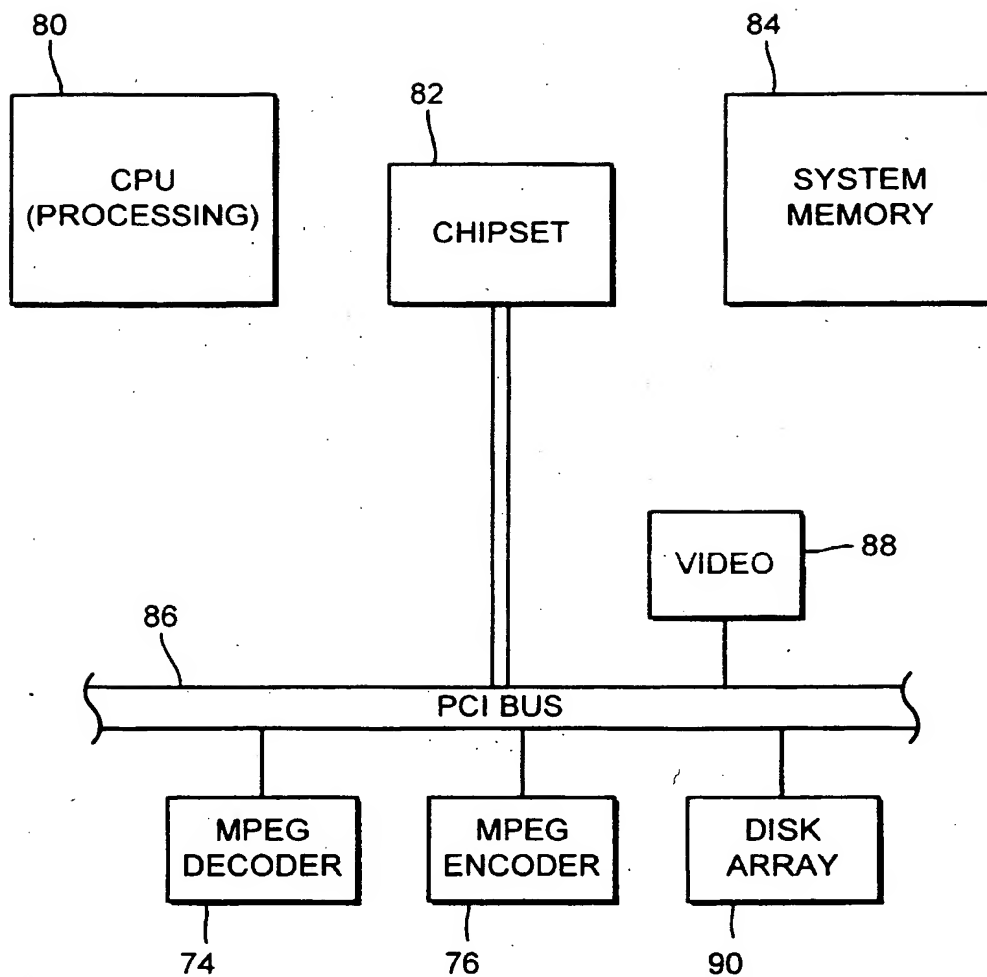 80
84
82
CPU
(PROCESSING)
CHIPSET
SYSTEM
MEMORY
VIDEO
88
86
PCI BUS
MPEG
DECODER
MPEG
ENCODER
DISK
ARRAY
74
76
90